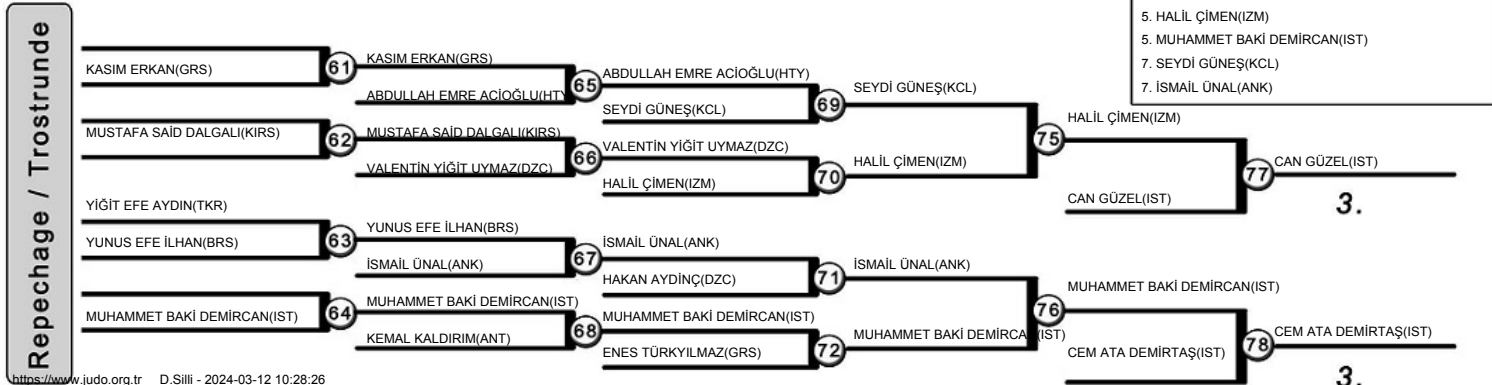 Repechage / Trostrunde
5. HALİL ÇİMEN(IZM)
5. MUHAMMET BAKİ DEMİRCAN(IST)
7. SEYDİ GÜNEŞ(KCL)
7. İSMAİL ÜNAL(ANK)
KASIM ERKAN(GRS)
61
KASIM ERKAN(GRS)
ABDULLAH EMRE ACİOĞLU(HTY
65
ABDULLAH EMRE ACİOĞLU(HTY)
SEYDİ GÜNEŞ(KCL)
69
SEYDİ GÜNEŞ(KCL)
MUSTAFA SAİD DALGALI(KIRS)
62
MUSTAFA SAİD DALGALI(KIRS)
VALENTİN YİĞİT UYMAZ(DZC)
66
VALENTİN YİĞİT UYMAZ(DZC)
HALİL ÇİMEN(IZM)
70
HALİL ÇİMEN(IZM)
75
HALİL ÇİMEN(IZM)
CAN GÜZEL(IST)
77
CAN GÜZEL(IST)
3.
YİĞİT EFE AYDIN(TKR)
YUNUS EFE İLHAN(BRS)
63
YUNUS EFE İLHAN(BRS)
İSMAİL ÜNAL(ANK)
67
İSMAİL ÜNAL(ANK)
HAKAN AYDİNÇ(DZC)
71
İSMAİL ÜNAL(ANK)
MUHAMMET BAKİ DEMİRCAN(IST)
64
MUHAMMET BAKİ DEMİRCAN(IST)
KEMAL KALDIRIM(ANT)
68
MUHAMMET BAKİ DEMİRCAN(IST)
ENES TÜRKYILMAZ(GRS)
72
MUHAMMET BAKİ DEMİRCAN(IST)
76
MUHAMMET BAKİ DEMİRCAN(IST)
CEM ATA DEMİRTAŞ(IST)
78
CEM ATA DEMİRTAŞ(IST)
3.
https://www.judo.org.tr D.Silli - 2024-03-12 10:28:26